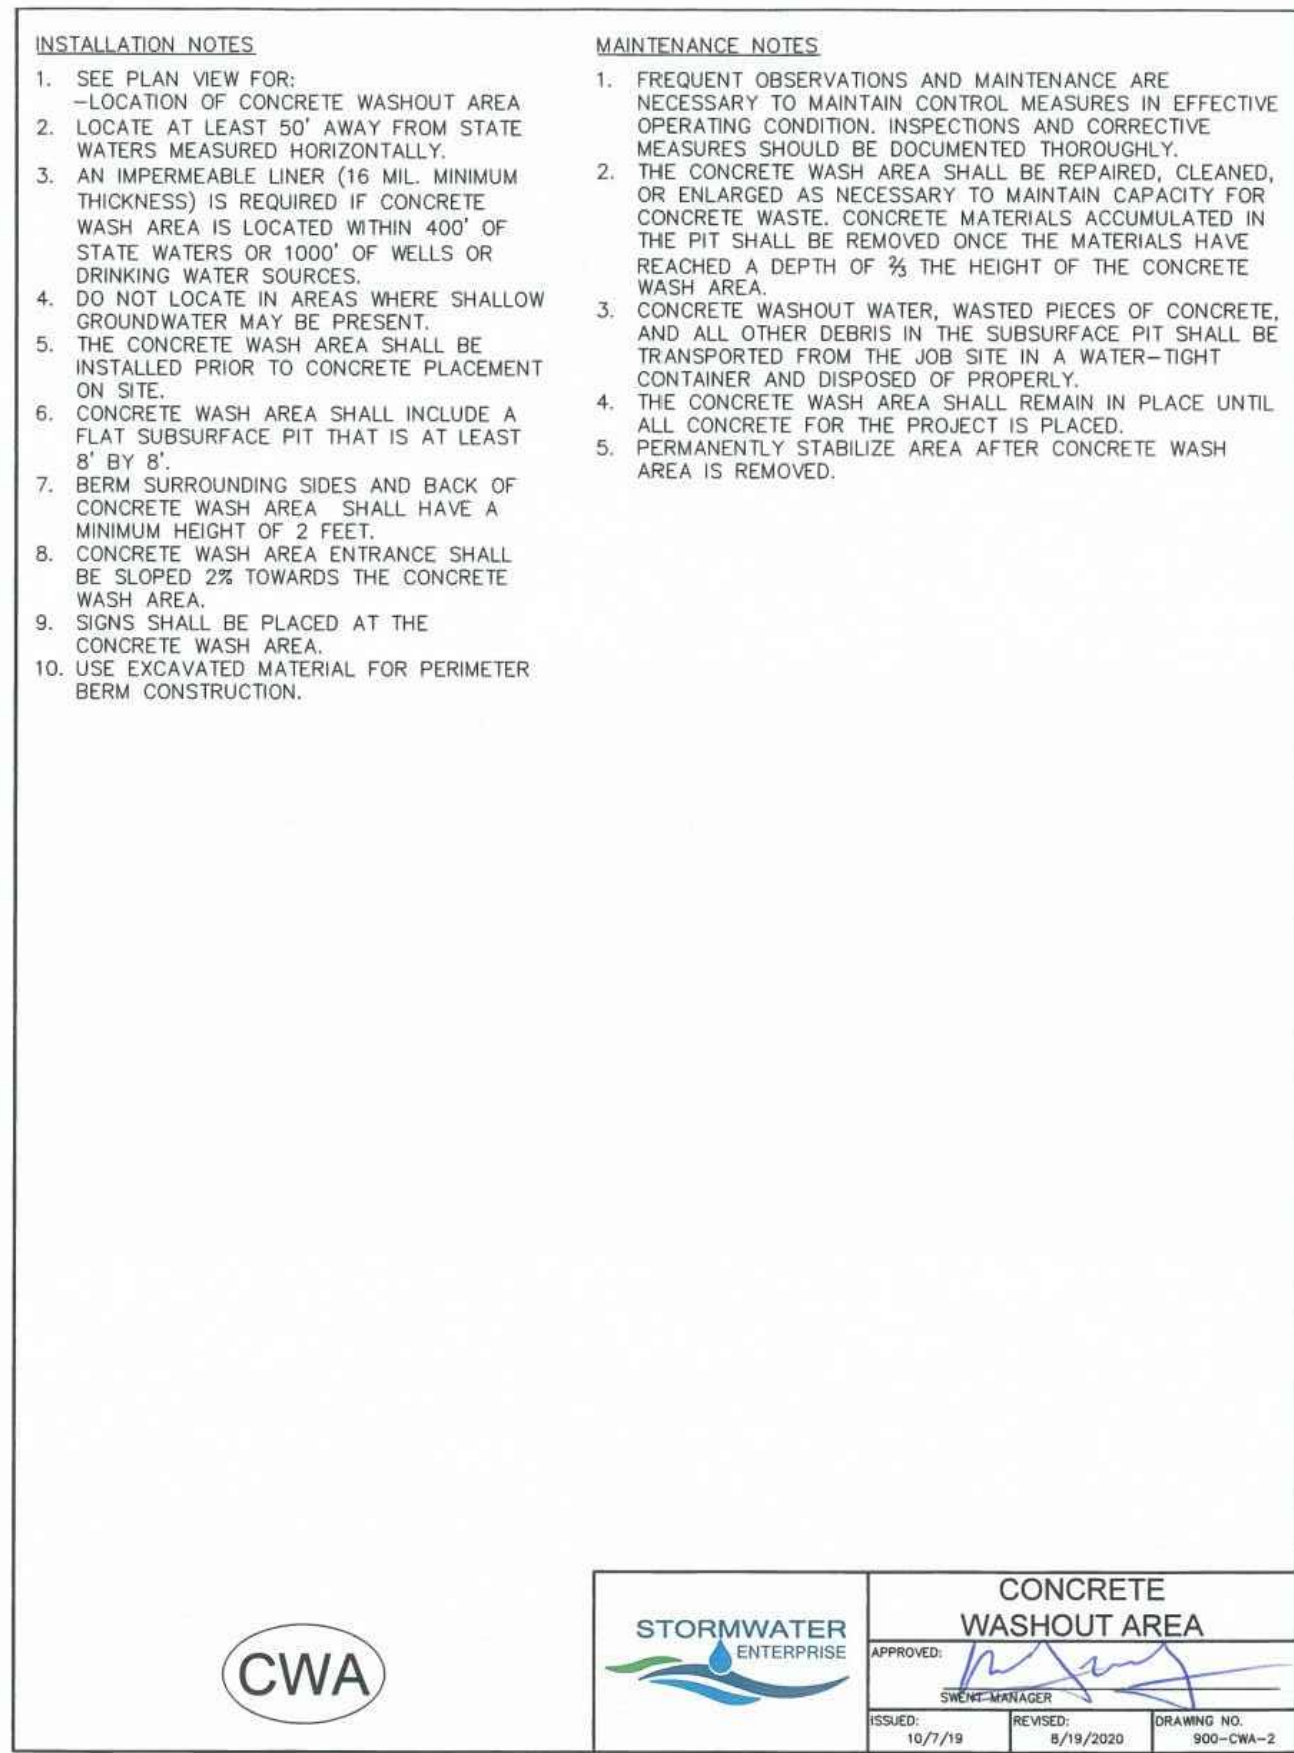 INSTALLATION NOTES
1. SEE PLAN VIEW FOR:
-LOCATION OF CONCRETE WASHOUT AREA
2. LOCATE AT LEAST 50' AWAY FROM STATE
WATERS MEASURED HORIZONTALLY.
3. AN IMPERMEABLE LINER (16 MIL. MINIMUM
THICKNESS) IS REQUIRED IF CONCRETE
WASH AREA IS LOCATED WITHIN 400' OF
STATE WATERS OR 1000' OF WELLS OR
DRINKING WATER SOURCES.
4. DO NOT LOCATE IN AREAS WHERE SHALLOW
GROUNDWATER MAY BE PRESENT.
5. THE CONCRETE WASH AREA SHALL BE
INSTALLED PRIOR TO CONCRETE PLACEMENT
ON SITE.
6. CONCRETE WASH AREA SHALL INCLUDE A
FLAT SUBSURFACE PIT THAT IS AT LEAST
8' BY 8'.
7. BERM SURROUNDING SIDES AND BACK OF
CONCRETE WASH AREA SHALL HAVE A
MINIMUM HEIGHT OF 2 FEET.
8. CONCRETE WASH AREA ENTRANCE SHALL
BE SLOPED 2% TOWARDS THE CONCRETE
WASH AREA.
9. SIGNS SHALL BE PLACED AT THE
CONCRETE WASH AREA.
10. USE EXCAVATED MATERIAL FOR PERIMETER
BERM CONSTRUCTION.
MAINTENANCE NOTES
1. FREQUENT OBSERVATIONS AND MAINTENANCE ARE
NECESSARY TO MAINTAIN CONTROL MEASURES IN EFFECTIVE
OPERATING CONDITION. INSPECTIONS AND CORRECTIVE
MEASURES SHOULD BE DOCUMENTED THOROUGHLY.
2. THE CONCRETE WASH AREA SHALL BE REPAIRED, CLEANED,
OR ENLARGED AS NECESSARY TO MAINTAIN CAPACITY FOR
CONCRETE WASTE. CONCRETE MATERIALS ACCUMULATED IN
THE PIT SHALL BE REMOVED ONCE THE MATERIALS HAVE
REACHED A DEPTH OF ⅔ THE HEIGHT OF THE CONCRETE
WASH AREA.
3. CONCRETE WASHOUT WATER, WASTED PIECES OF CONCRETE,
AND ALL OTHER DEBRIS IN THE SUBSURFACE PIT SHALL BE
TRANSPORTED FROM THE JOB SITE IN A WATER-TIGHT
CONTAINER AND DISPOSED OF PROPERLY.
4. THE CONCRETE WASH AREA SHALL REMAIN IN PLACE UNTIL
ALL CONCRETE FOR THE PROJECT IS PLACED.
5. PERMANENTLY STABILIZE AREA AFTER CONCRETE WASH
AREA IS REMOVED.
CWA
STORMWATER
ENTERPRISE
CONCRETE
WASHOUT AREA
APPROVED:
SWENT MANAGER
ISSUED:
10/7/19
REVISED:
8/19/2020
DRAWING NO.
900-CWA-2